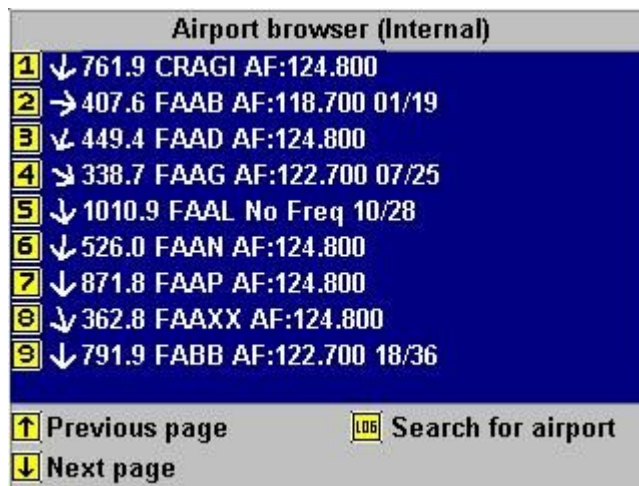 Airport browser (Internal)
1 ↓ 761.9 CRAGI AF:124.800
2 → 407.6 FAAB AF:118.700 01/19
3 ↙ 449.4 FAAD AF:124.800
4 ↘ 338.7 FAAG AF:122.700 07/25
5 ↓ 1010.9 FAAL No Freq 10/28
6 ↓ 526.0 FAAN AF:124.800
7 ↓ 871.8 FAAP AF:124.800
8 ↘ 362.8 FAAXX AF:124.800
9 ↓ 791.9 FABB AF:122.700 18/36
↑ Previous page LOG Search for airport
↓ Next page